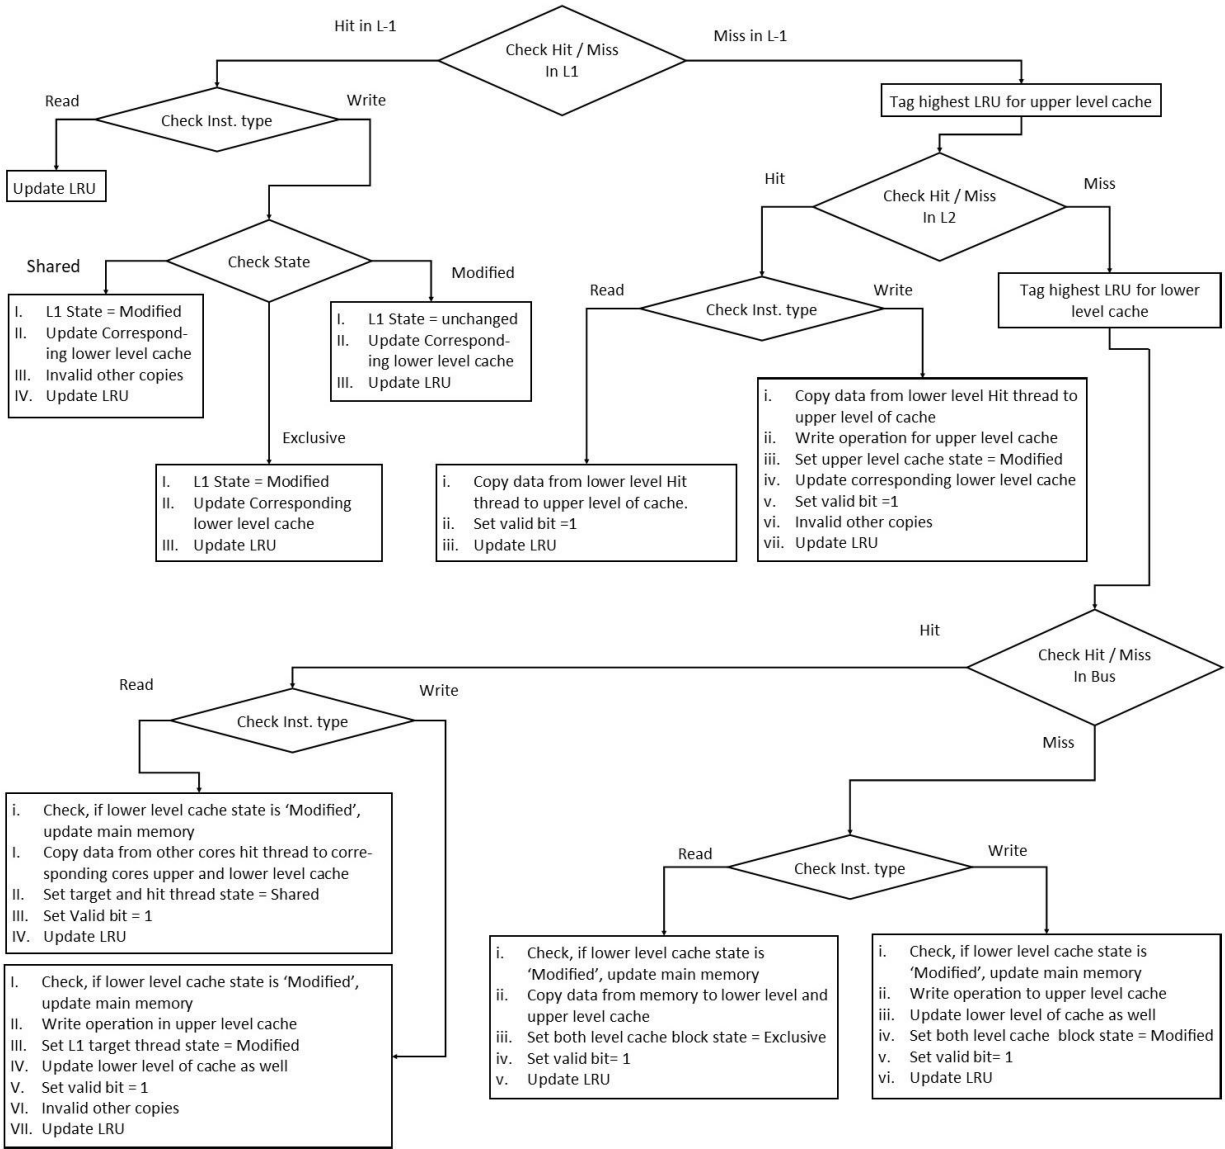 Hit in L-1
Check Hit / Miss
In L1
Miss in L-1
Read
Check Inst. type
Write
Update LRU
Tag highest LRU for upper level cache
Hit
Check Hit / Miss
In L2
Miss
Shared
Check State
Modified
I. L1 State = Modified
II. Update Correspond-
ing lower level cache
III. Invalid other copies
IV. Update LRU
I. L1 State = unchanged
II. Update Correspond-
ing lower level cache
III. Update LRU
Exclusive
I. L1 State = Modified
II. Update Corresponding
lower level cache
III. Update LRU
Read
Check Inst. type
Write
Tag highest LRU for lower
level cache
i. Copy data from lower level Hit
thread to upper level of cache.
ii. Set valid bit =1
iii. Update LRU
i. Copy data from lower level Hit thread to
upper level of cache
ii. Write operation for upper level cache
iii. Set upper level cache state = Modified
iv. Update corresponding lower level cache
v. Set valid bit =1
vi. Invalid other copies
vii. Update LRU
Hit
Check Hit / Miss
In Bus
Miss
Read
Check Inst. type
Write
i. Check, if lower level cache state is ‘Modified’,
update main memory
I. Copy data from other cores hit thread to corre-
sponding cores upper and lower level cache
II. Set target and hit thread state = Shared
III. Set Valid bit = 1
IV. Update LRU
I. Check, if lower level cache state is ‘Modified’,
update main memory
II. Write operation in upper level cache
III. Set L1 target thread state = Modified
IV. Update lower level of cache as well
V. Set valid bit = 1
VI. Invalid other copies
VII. Update LRU
Read
Check Inst. type
Write
i. Check, if lower level cache state is
‘Modified’, update main memory
ii. Copy data from memory to lower level and
upper level cache
iii. Set both level cache block state = Exclusive
iv. Set valid bit= 1
v. Update LRU
i. Check, if lower level cache state is
‘Modified’, update main memory
ii. Write operation to upper level cache
iii. Update lower level of cache as well
iv. Set both level cache block state = Modified
v. Set valid bit= 1
vi. Update LRU